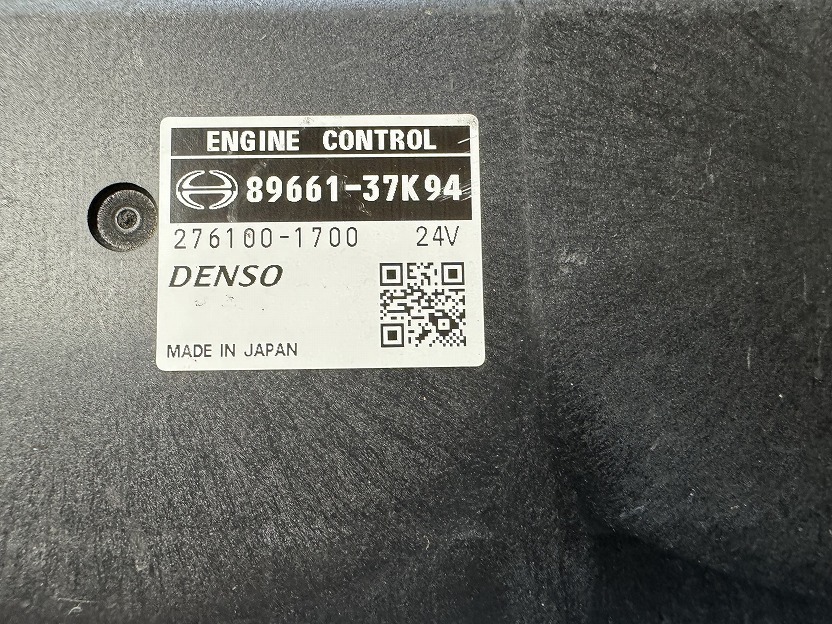 ENGINE CONTROL
89661-37K94
276100-1700 24V
DENSO
MADE IN JAPAN